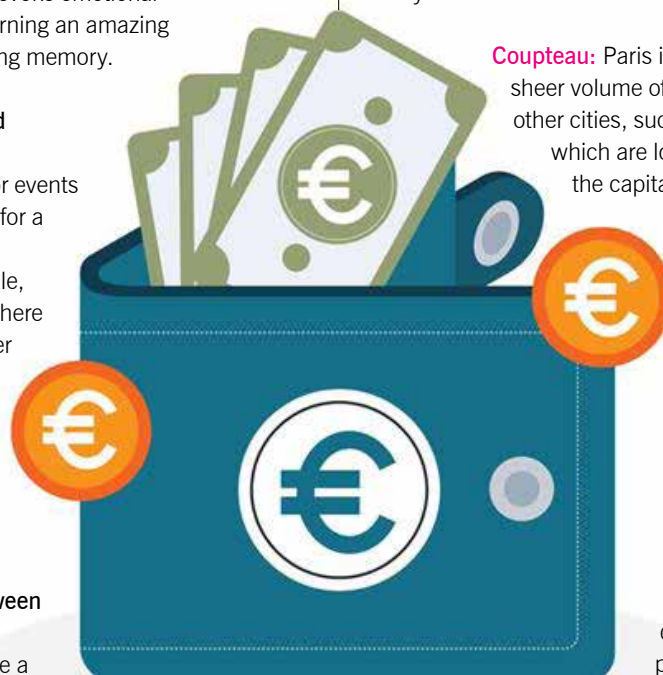 emotional
rning an amazing
ng memory.
d
r events
for a
le,
here
er
ween
e a
y
Coupteau: Paris i
sheer volume of
other cities, suc
which are lo
the capita
p
€
€
€
€